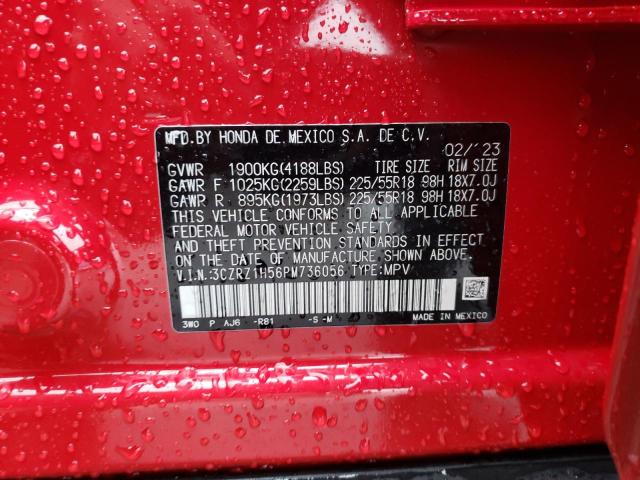 MFD.BY HONDA DE MEXICO S.A. DE C.V. 02/'23
GVWR 1900KG(4188LBS) TIRE SIZE RIM SIZE
GAWR F 1025KG(2259LBS) 225/55R18 98H 18X7.0J
GAWR R 895KG(1973LBS) 225/55R18 98H 18X7.0J
THIS VEHICLE CONFORMS TO ALL APPLICABLE
FEDERAL MOTOR VEHICLE SAFETY
AND THEFT PREVENTION STANDARDS IN EFFECT
ON THE DATE OF MANUFACTURE SHOWN ABOVE.
V.I.N.:3CZRZ1H56PM736056 TYPE:MPV
3W0 P AJ6 -R81 -S -M MADE IN MEXICO